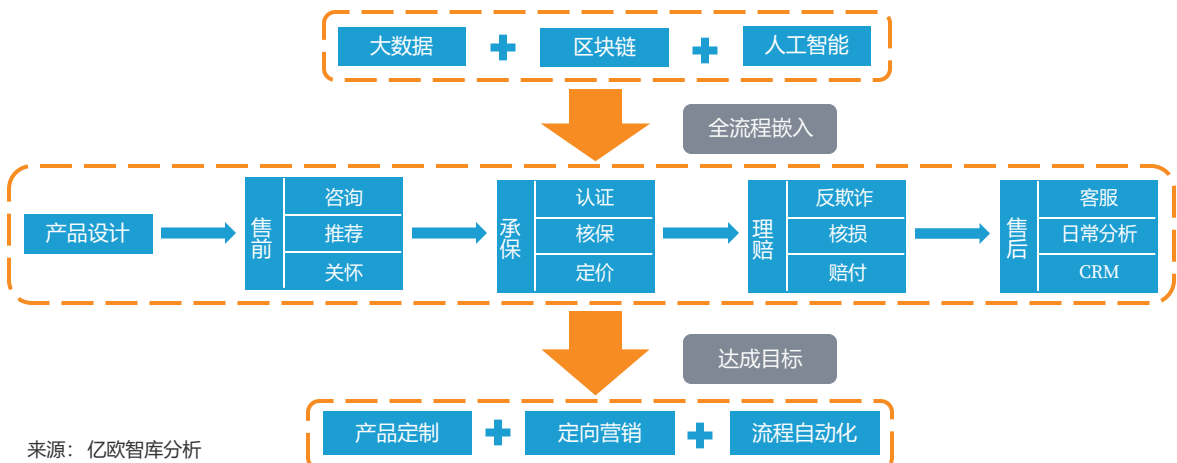 大数据
区块链
人工智能
全流程嵌入
产品设计
售前
咨询
推荐
关怀
承保
认证
核保
定价
理赔
反欺诈
核损
赔付
售后
客服
日常分析
CRM
达成目标
产品定制
定向营销
流程自动化
来源：亿欧智库分析